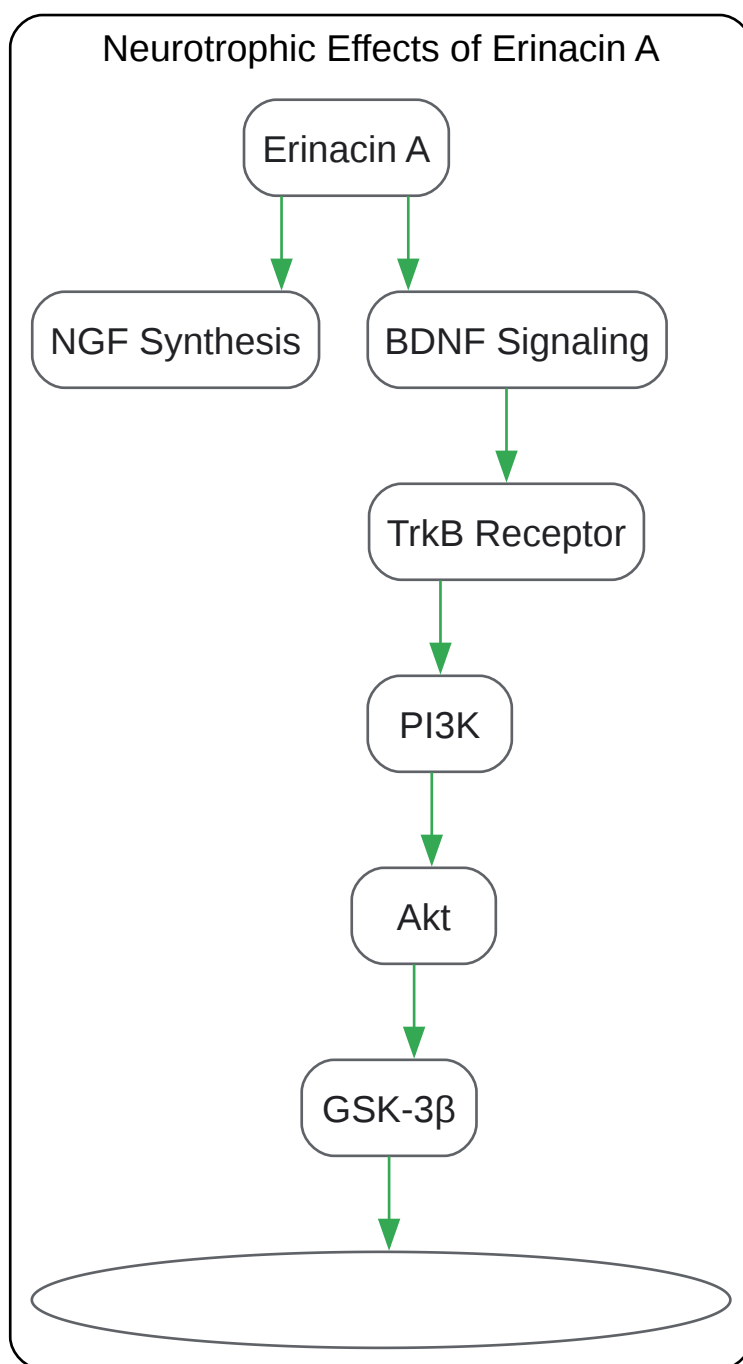 Neurotrophic Effects of Erinacin A
Erinacin A
NGF Synthesis
BDNF Signaling
TrkB Receptor
PI3K
Akt
GSK-3β